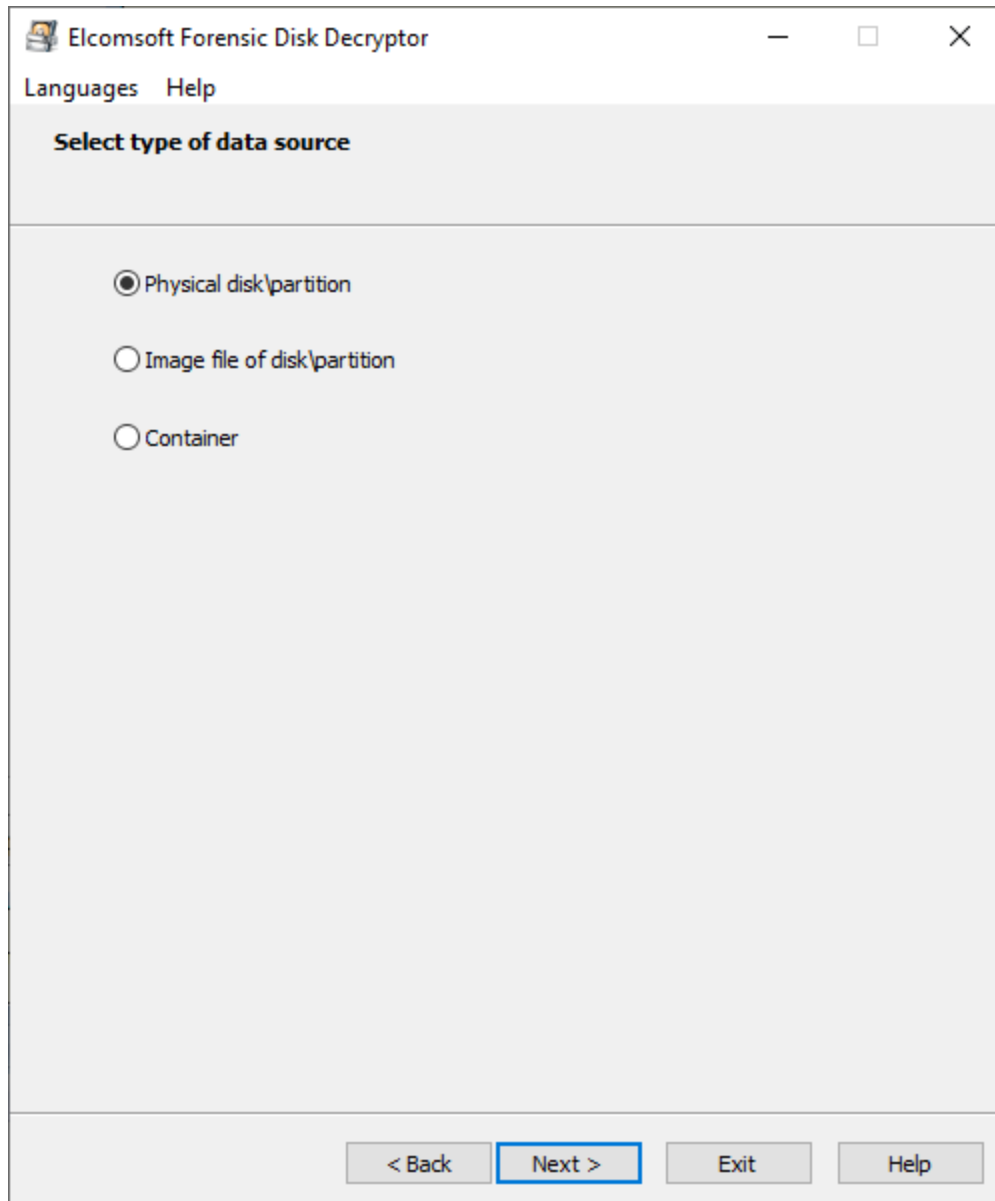 Elcomsoft Forensic Disk Decryptor
Languages Help
Select type of data source
Physical disk\partition
Image file of disk\partition
Container
< Back Next > Exit Help